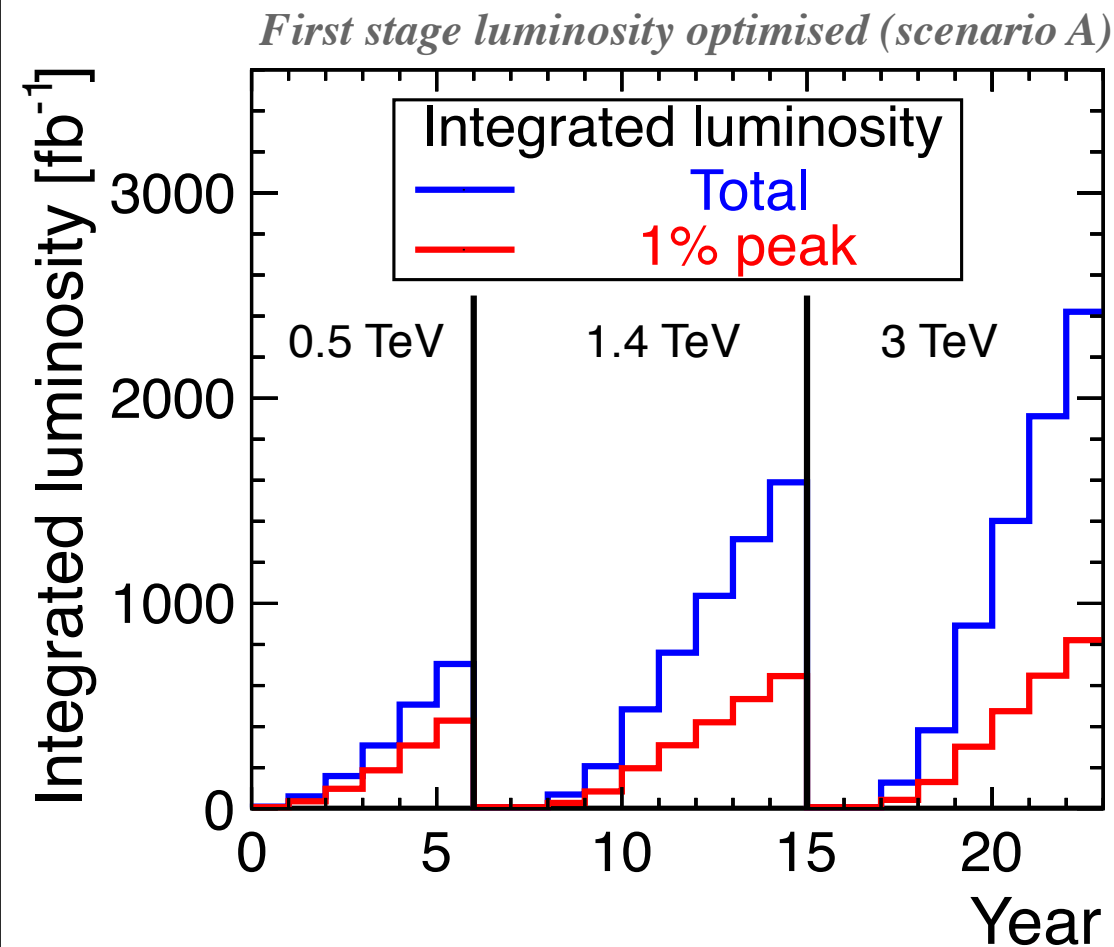 First stage luminosity optimised (scenario A)
Integrated luminosity [fb⁻¹]
Integrated luminosity
Total
1% peak
3000
0.5 TeV 1.4 TeV 3 TeV
2000
1000
0
0 5 10 15 20
Year